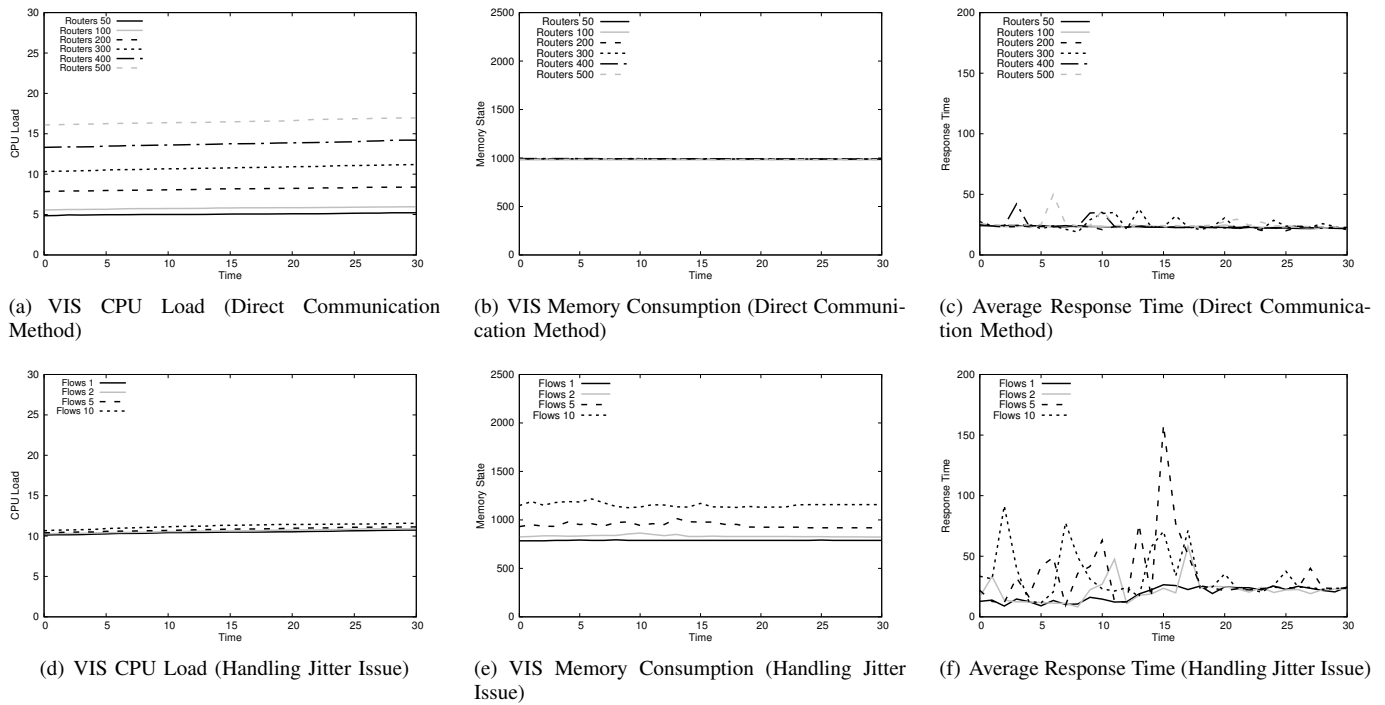 30
25
20
15
10
5
0
CPU Load
Routers 50
Routers 100
Routers 200
Routers 300
Routers 400
Routers 500
0 5 10 15 20 25 30
Time
(a) VIS CPU Load (Direct Communication
Method)
2500
2000
1500
1000
500
0
Memory State
Routers 50
Routers 100
Routers 200
Routers 300
Routers 400
Routers 500
0 5 10 15 20 25 30
Time
(b) VIS Memory Consumption (Direct Communi-
cation Method)
200
150
100
50
0
Response Time
Routers 50
Routers 100
Routers 200
Routers 300
Routers 400
Routers 500
0 5 10 15 20 25 30
Time
(c) Average Response Time (Direct Communica-
tion Method)
30
25
20
15
10
5
0
CPU Load
Flows 1
Flows 2
Flows 5
Flows 10
0 5 10 15 20 25 30
Time
(d) VIS CPU Load (Handling Jitter Issue)
2500
2000
1500
1000
500
0
Memory State
Flows 1
Flows 2
Flows 5
Flows 10
0 5 10 15 20 25 30
Time
(e) VIS Memory Consumption (Handling Jitter
Issue)
200
150
100
50
0
Response Time
Flows 1
Flows 2
Flows 5
Flows 10
0 5 10 15 20 25 30
Time
(f) Average Response Time (Handling Jitter Issue)